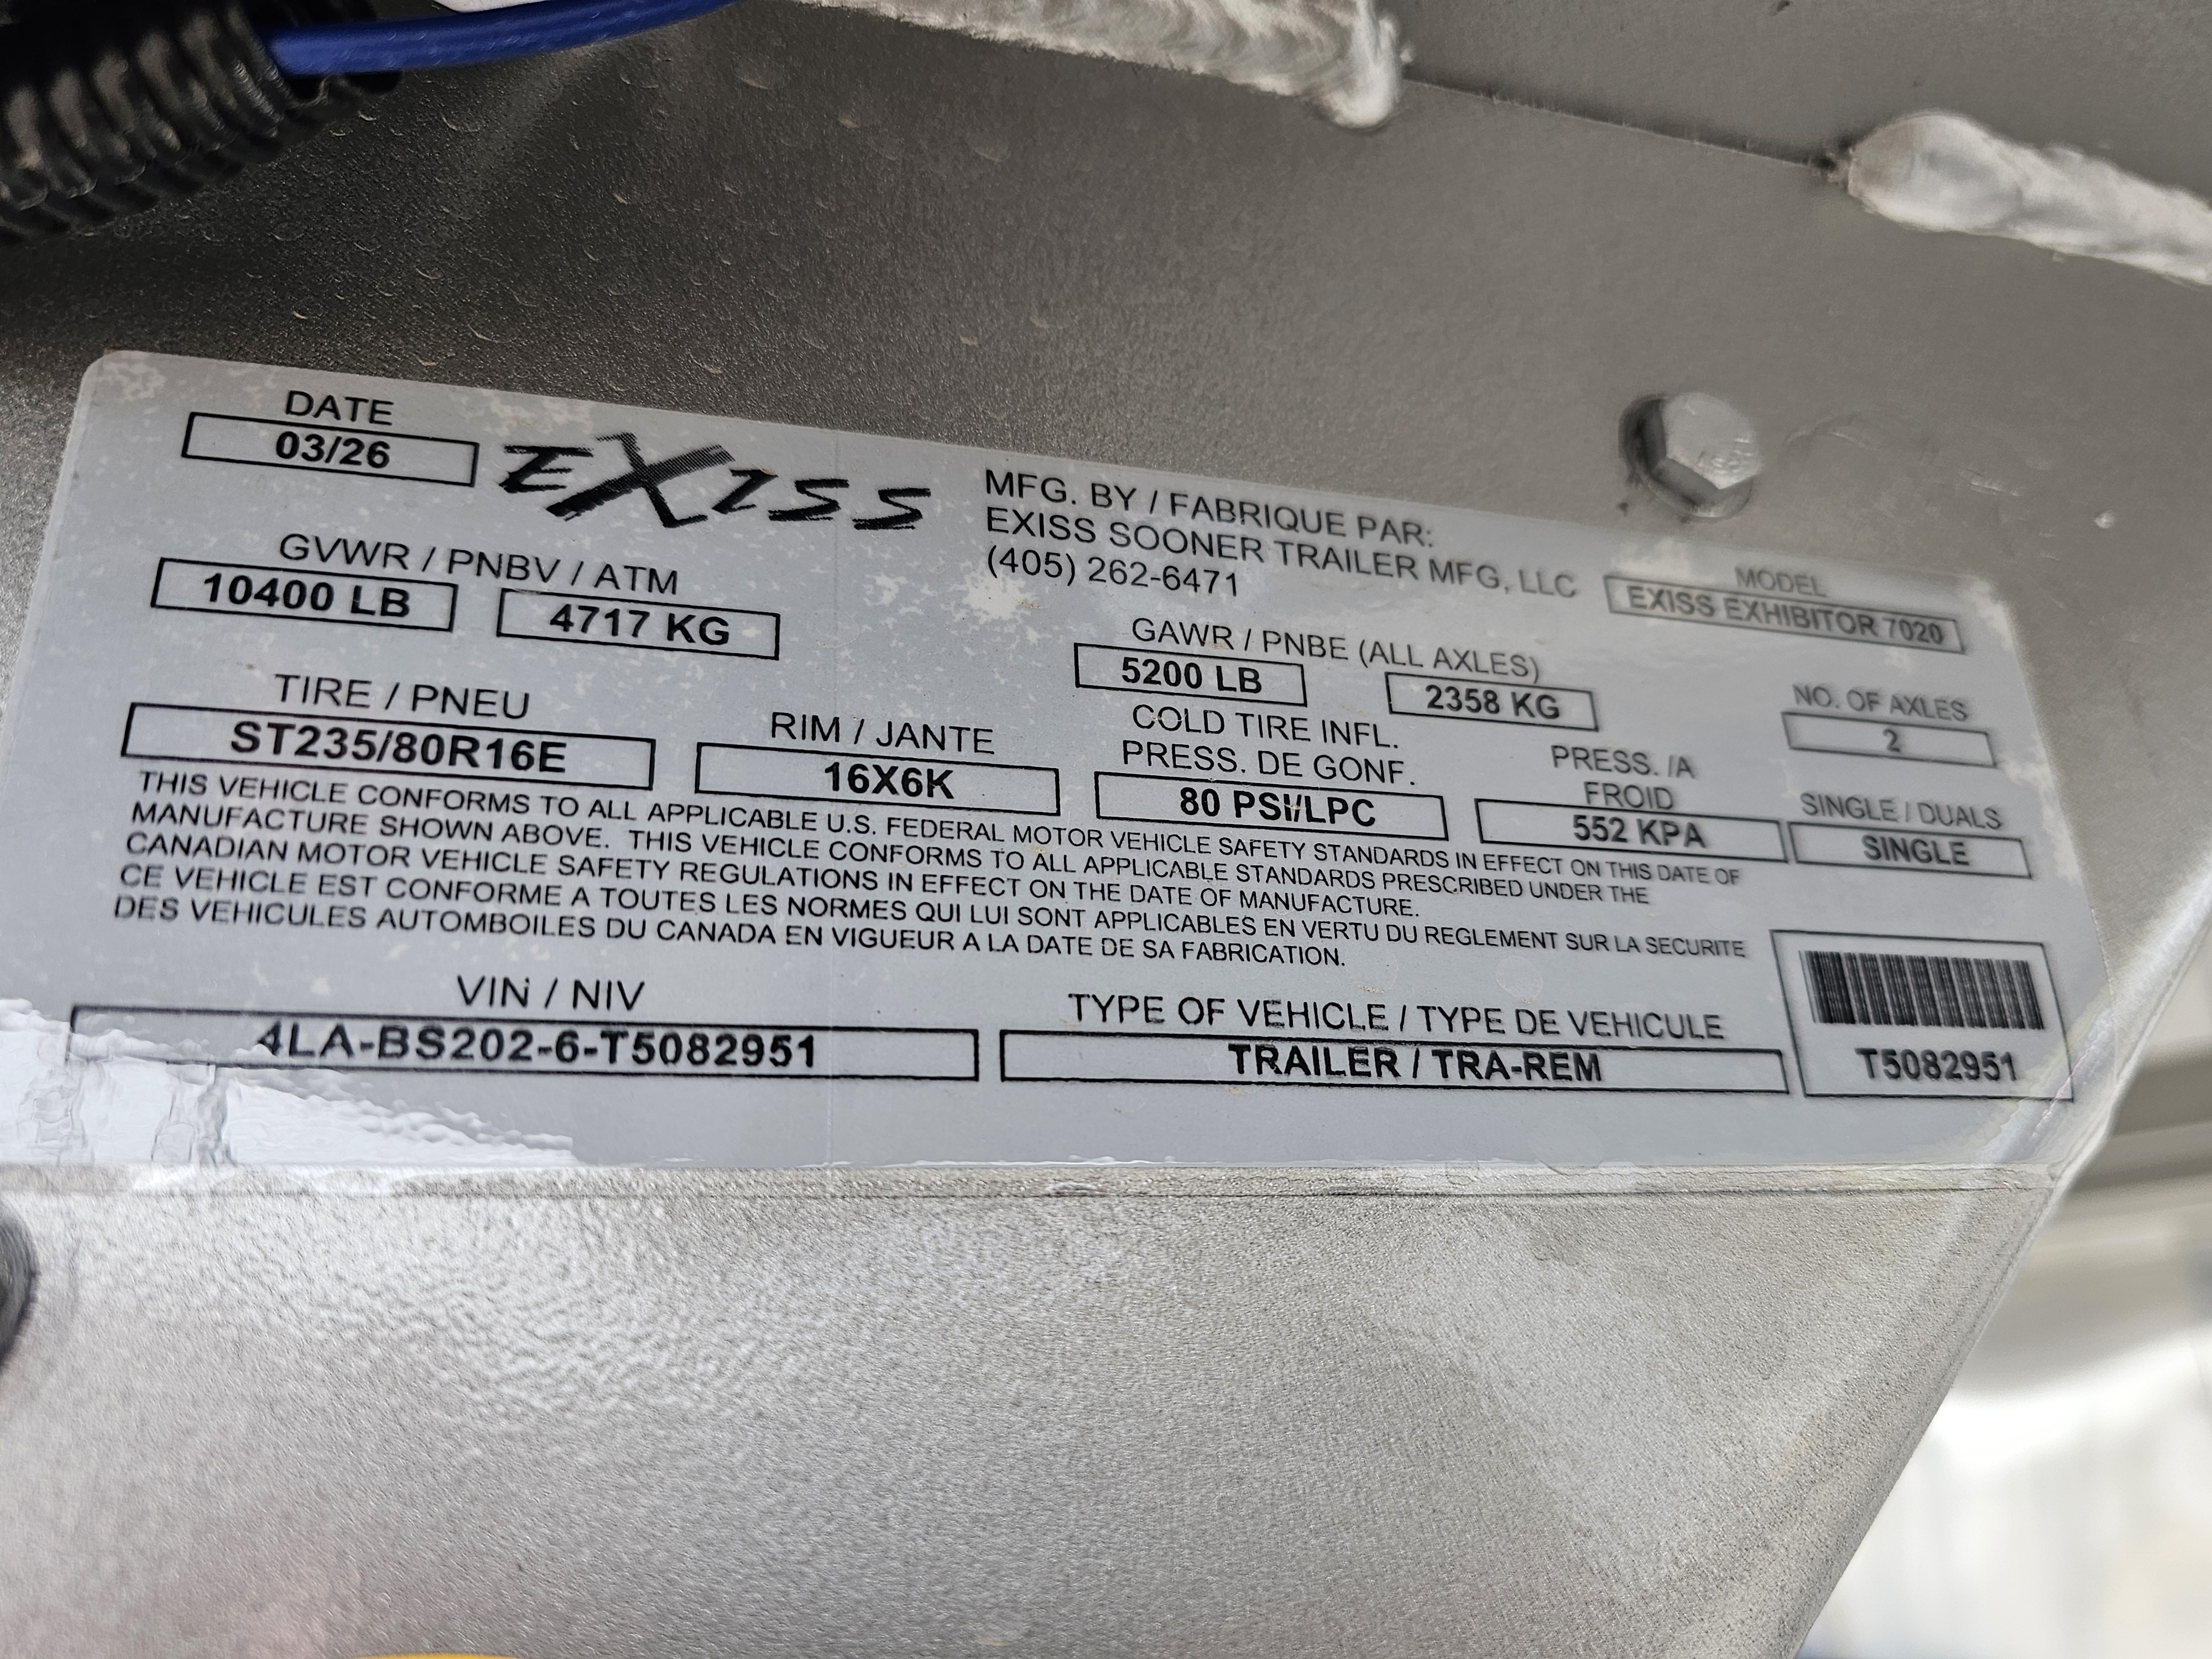 DATE
03/26
EXISS
MFG. BY / FABRIQUE PAR:
EXISS SOONER TRAILER MFG, LLC
(405) 262-6471
MODEL
EXISS EXHIBITOR 7020
GVWR / PNBV / ATM
10400 LB 4717 KG
GAWR / PNBE (ALL AXLES)
5200 LB 2358 KG
NO. OF AXLES
2
TIRE / PNEU
ST235/80R16E
RIM / JANTE
16X6K
COLD TIRE INFL.
PRESS. DE GONF.
80 PSI/LPC
PRESS. /A
FROID
552 KPA
SINGLE / DUALS
SINGLE
THIS VEHICLE CONFORMS TO ALL APPLICABLE U.S. FEDERAL MOTOR VEHICLE SAFETY STANDARDS IN EFFECT ON THIS DATE OF
MANUFACTURE SHOWN ABOVE. THIS VEHICLE CONFORMS TO ALL APPLICABLE STANDARDS PRESCRIBED UNDER THE
CANADIAN MOTOR VEHICLE SAFETY REGULATIONS IN EFFECT ON THE DATE OF MANUFACTURE.
CE VEHICLE EST CONFORME A TOUTES LES NORMES QUI LUI SONT APPLICABLES EN VERTU DU REGLEMENT SUR LA SECURITE
DES VEHICULES AUTOMBOILES DU CANADA EN VIGUEUR A LA DATE DE SA FABRICATION.
VIN / NIV
4LA-BS202-6-T5082951
TYPE OF VEHICLE / TYPE DE VEHICULE
TRAILER / TRA-REM
T5082951